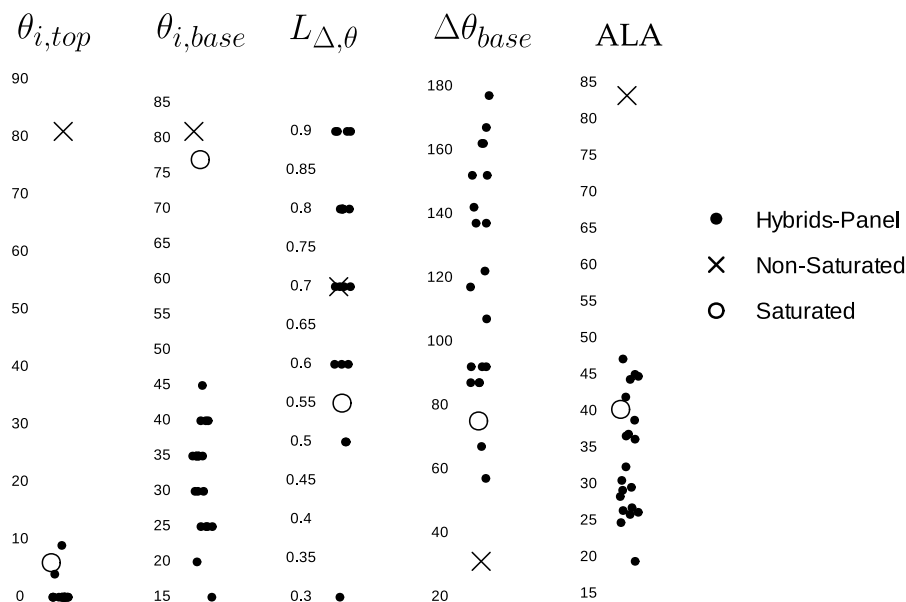 θi,top θi,base LΔ,θ Δθbase ALA
90 80 70 60 50 40 30 20 10 0
85 80 75 70 65 60 55 50 45 40 35 30 25 20 15
0.9 0.85 0.8 0.75 0.7 0.65 0.6 0.55 0.5 0.45 0.4 0.35 0.3
180 160 140 120 100 80 60 40 20
85 80 75 70 65 60 55 50 45 40 35 30 25 20 15
Hybrids-Panel
Non-Saturated
Saturated